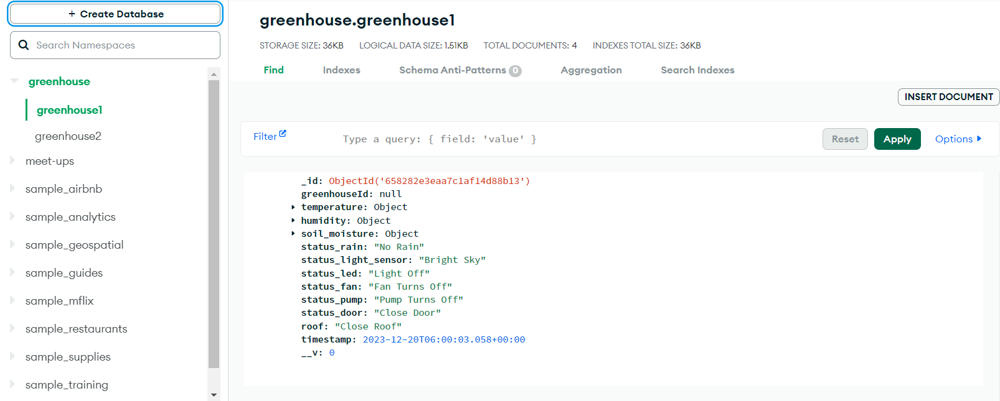 + Create Database
Search Namespaces
greenhouse
greenhouse1
greenhouse2
meet-ups
sample_airbnb
sample_analytics
sample_geospatial
sample_guides
sample_mflix
sample_restaurants
sample_supplies
sample_training
greenhouse.greenhouse1
STORAGE SIZE: 36KB LOGICAL DATA SIZE: 1.51KB TOTAL DOCUMENTS: 4 INDEXES TOTAL SIZE: 36KB
Find Indexes Schema Anti-Patterns 0 Aggregation Search Indexes
INSERT DOCUMENT
Filter Type a query: { field: 'value' } Reset Apply Options
_id: ObjectId('658282e3eaa7c1af14d88b13')
greenhouseId: null
temperature: Object
humidity: Object
soil_moisture: Object
status_rain: "No Rain"
status_light_sensor: "Bright Sky"
status_led: "Light Off"
status_fan: "Fan Turns Off"
status_pump: "Pump Turns Off"
status_door: "Close Door"
roof: "Close Roof"
timestamp: 2023-12-20T06:00:03.058+00:00
__v: 0